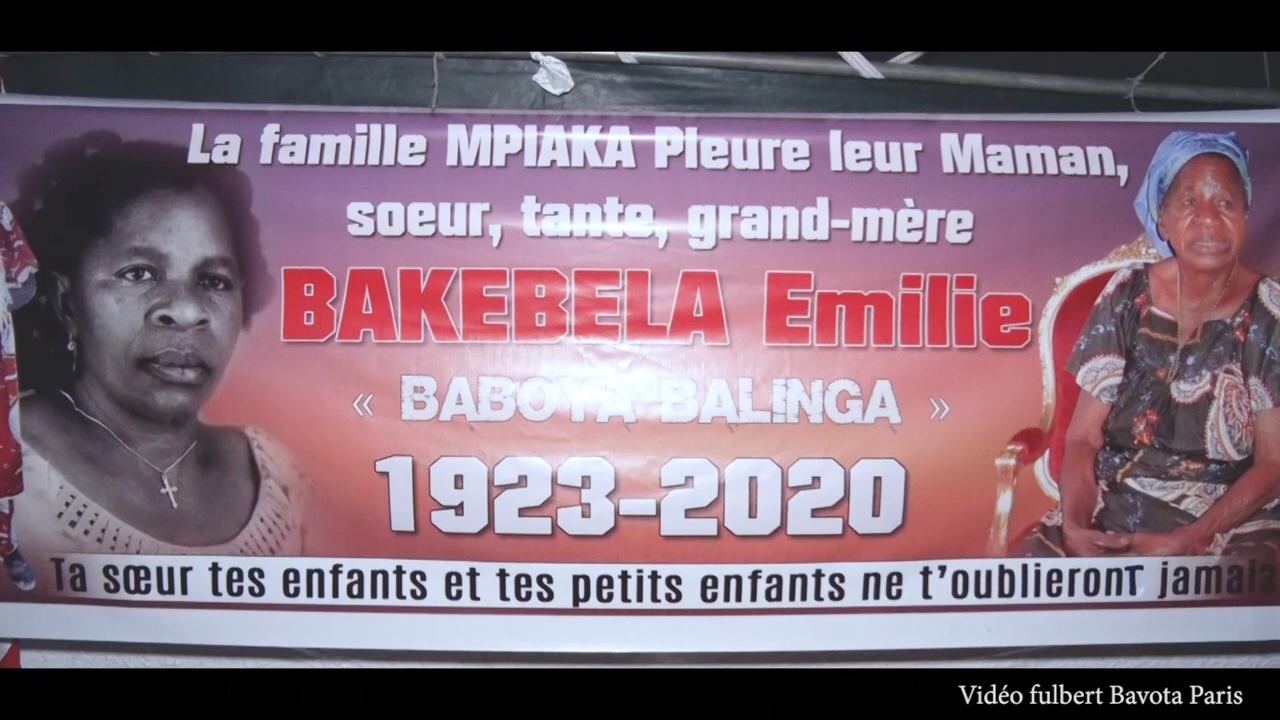 La famille MPIAKA Pleure leur Maman,
soeur, tante, grand-mère
BAKEBELA Emilie
« BABOYA BALINGA »
1923-2020
Ta sœur tes enfants et tes petits enfants ne t'oublieront jamais
Vidéo fulbert Bavota Paris